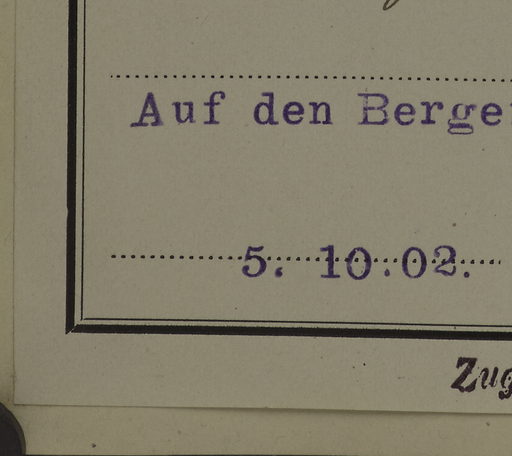 Auf den Berge
5. 10.02.
Zug